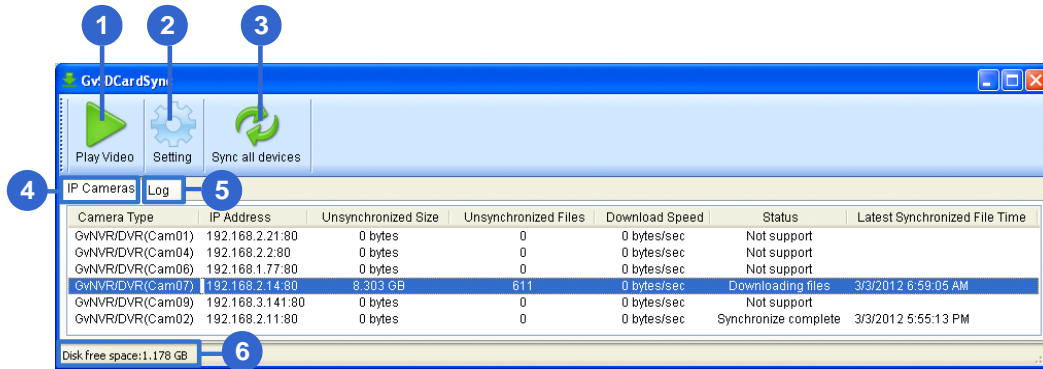 1 2 3
GvSDCardSync
Play Video Setting Sync all devices
4 IP Cameras Log 5
Camera Type IP Address Unsynchronized Size Unsynchronized Files Download Speed Status Latest Synchronized File Time
GvNVR/DVR(Cam01) 192.168.2.21:80 0 bytes 0 0 bytes/sec Not support
GvNVR/DVR(Cam04) 192.168.2.2:80 0 bytes 0 0 bytes/sec Not support
GvNVR/DVR(Cam06) 192.168.1.77:80 0 bytes 0 0 bytes/sec Not support
GvNVR/DVR(Cam07) 192.168.2.14:80 8.303 GB 611 0 bytes/sec Downloading files 3/3/2012 6:59:05 AM
GvNVR/DVR(Cam09) 192.168.3.141:80 0 bytes 0 0 bytes/sec Not support
GvNVR/DVR(Cam02) 192.168.2.11:80 0 bytes 0 0 bytes/sec Synchronize complete 3/3/2012 5:55:13 PM
Disk free space:1.178 GB 6